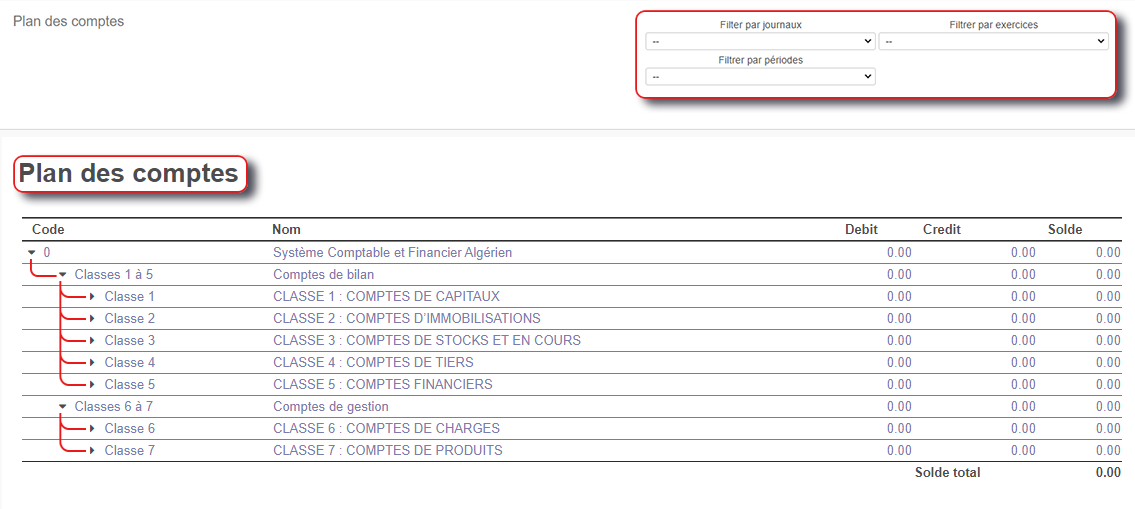 Plan des comptes
Filter par journaux Filtrer par exercices
-- --
Filtrer par périodes
--
Plan des comptes
Code Nom Debit Credit Solde
0 Système Comptable et Financier Algérien 0.00 0.00 0.00
Classes 1 à 5 Comptes de bilan 0.00 0.00 0.00
Classe 1 CLASSE 1 : COMPTES DE CAPITAUX 0.00 0.00 0.00
Classe 2 CLASSE 2 : COMPTES D’IMMOBILISATIONS 0.00 0.00 0.00
Classe 3 CLASSE 3 : COMPTES DE STOCKS ET EN COURS 0.00 0.00 0.00
Classe 4 CLASSE 4 : COMPTES DE TIERS 0.00 0.00 0.00
Classe 5 CLASSE 5 : COMPTES FINANCIERS 0.00 0.00 0.00
Classes 6 à 7 Comptes de gestion 0.00 0.00 0.00
Classe 6 CLASSE 6 : COMPTES DE CHARGES 0.00 0.00 0.00
Classe 7 CLASSE 7 : COMPTES DE PRODUITS 0.00 0.00 0.00
Solde total 0.00